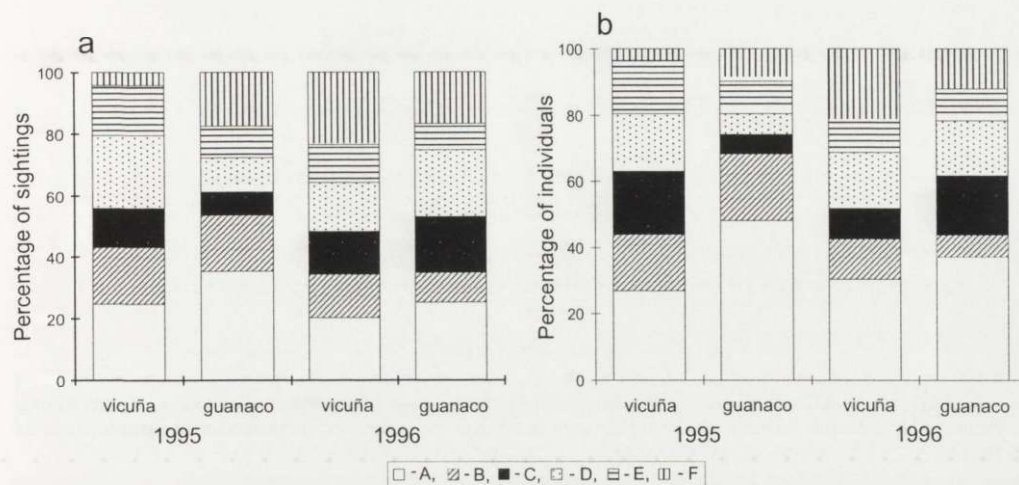 a
Percentage of sightings
100
80
60
40
20
0
vicuña guanaco vicuña guanaco
1995 1996
b
Percentage of individuals
100
80
60
40
20
0
vicuña guanaco vicuña guanaco
1995 1996
- A, - B, - C, - D, - E, - F